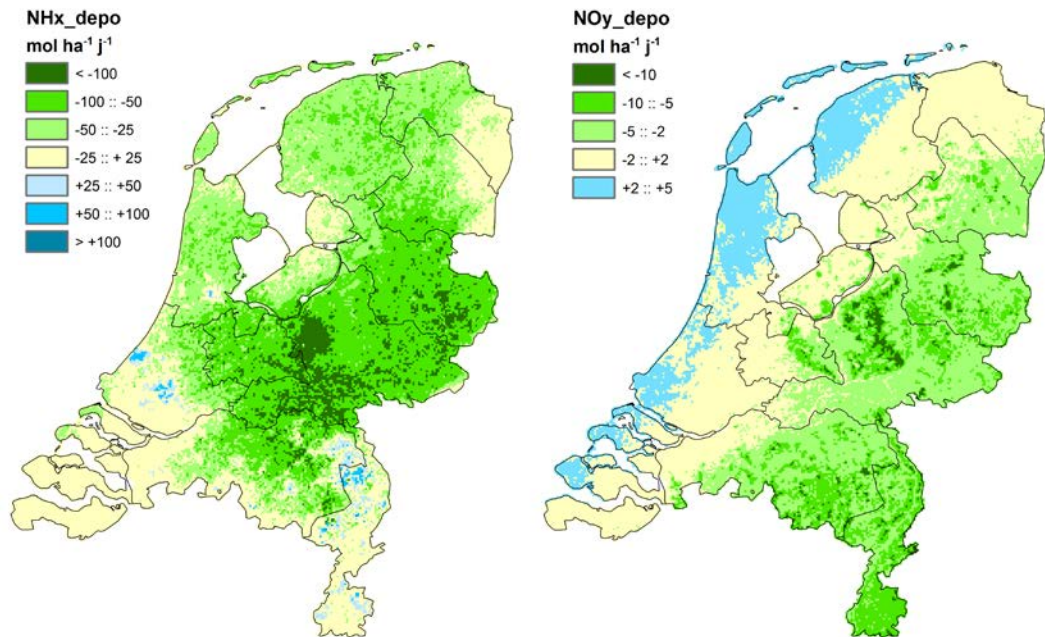 NHx_depo
mol ha⁻¹ j⁻¹
< -100
-100 :: -50
-50 :: -25
-25 :: + 25
+25 :: +50
+50 :: +100
> +100
NOy_depo
mol ha⁻¹ j⁻¹
< -10
-10 :: -5
-5 :: -2
-2 :: +2
+2 :: +5